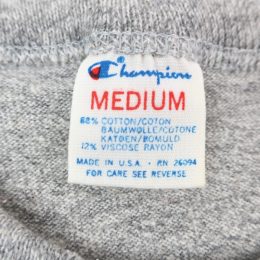 Champion
MEDIUM
88% COTTON/COTON
BAUMWOLLE/COTONE
KATOEN/BOMULD
12% VISCOSE RAYON
MADE IN U.S.A. · RN 26094
FOR CARE SEE REVERSE